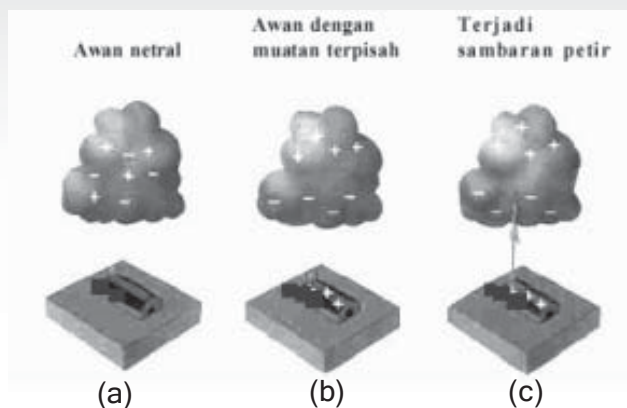 Awan netral
Awan dengan
muatan terpisah
Terjadi
sambaran petir
(a)
(b)
(c)